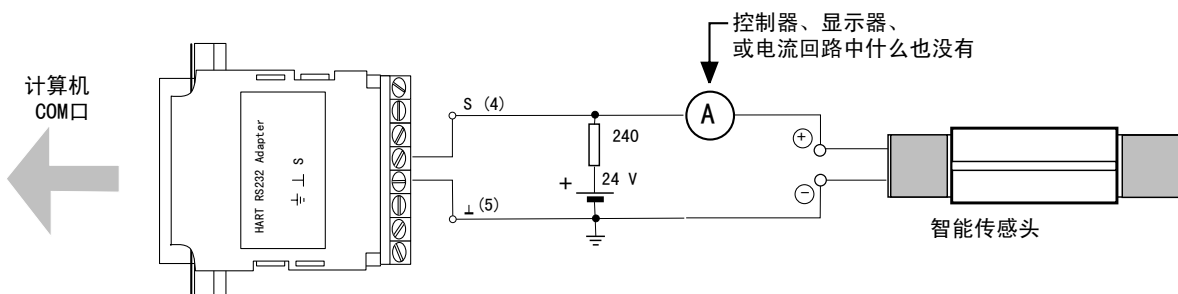 控制器、显示器、
或电流回路中什么也没有
计算机
COM口
HART RS232 Adapter
S
S (4)
A
240
+
24 V
+
−
⊥ (5)
智能传感头